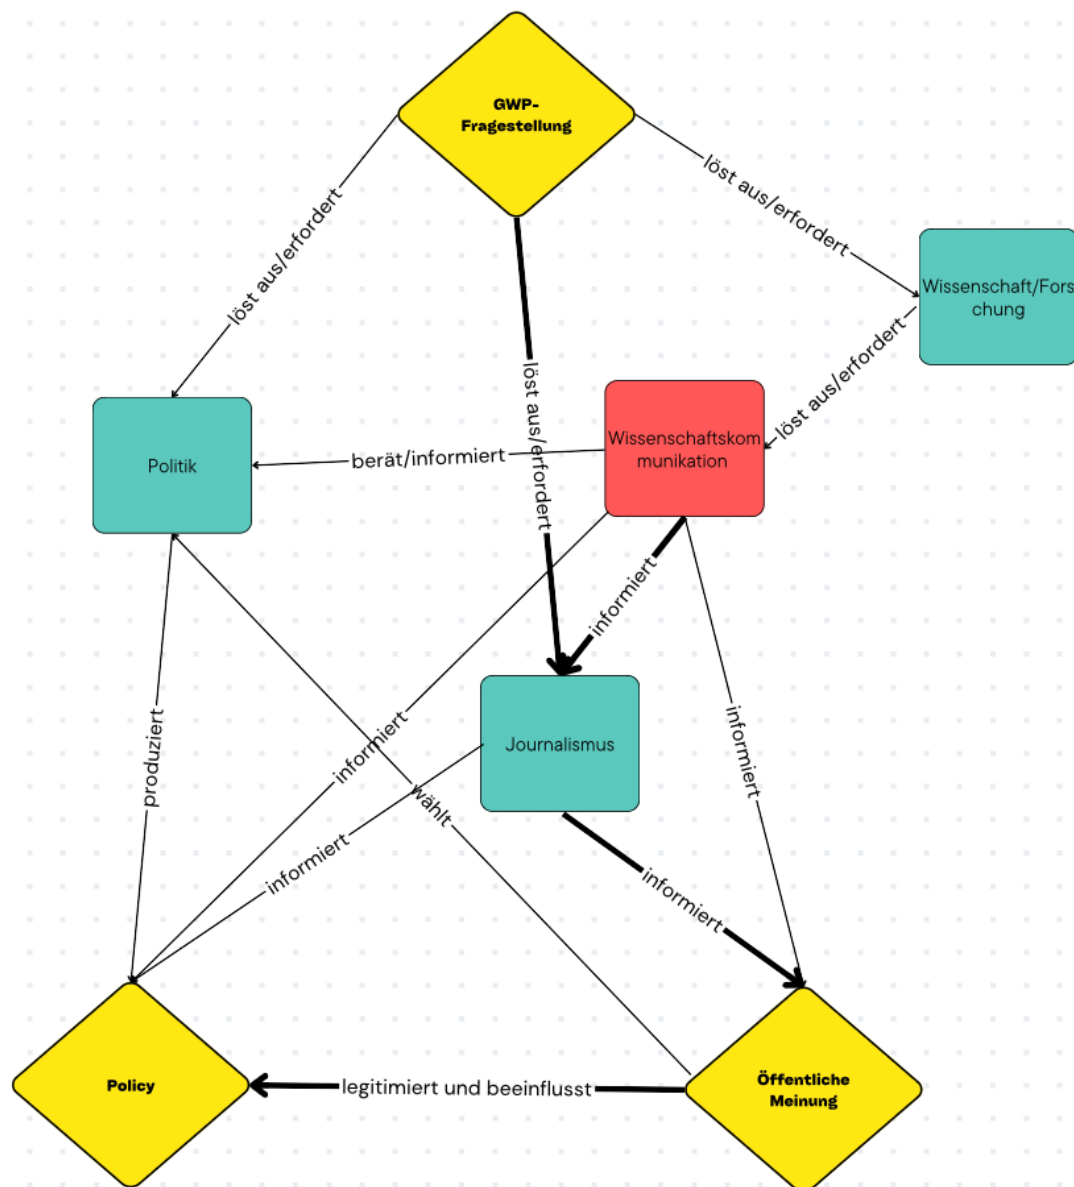 GWP-
Fragestellung
löst aus/erfordert
löst aus/erfordert
Wissenschaft/Fors
chung
löst aus/erfordert
löst aus/erfordert
Wissenschaftskom
munikation
Politik
berät/informiert
informiert
informiert
informiert
produziert
Journalismus
wählt
informiert
informiert
Policy
legitimiert und beeinflusst
Öffentliche
Meinung